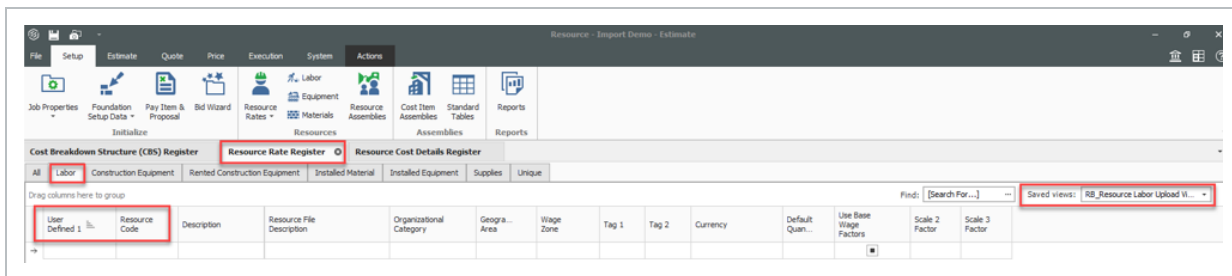 Resource - Import Demo - Estimate
File Setup Estimate Quote Price Execution System Actions
Job Properties
Foundation Setup Data
Pay Item & Proposal
Bid Wizard
Resource Rates
Labor
Equipment
Materials
Resource Assemblies
Cost Item Assemblies
Standard Tables
Reports
Initialize Resources Assemblies Reports
Cost Breakdown Structure (CBS) Register Resource Rate Register Resource Cost Details Register
All Labor Construction Equipment Rented Construction Equipment Installed Material Installed Equipment Supplies Unique
Drag columns here to group Find: [Search For...] Saved views: RB_Resource Labor Upload Vi...
User Defined 1
Resource Code
Description
Resource File Description
Organizational Category
Geogra... Area
Wage Zone
Tag 1
Tag 2
Currency
Default Quan...
Use Base Wage Factors
Scale 2 Factor
Scale 3 Factor